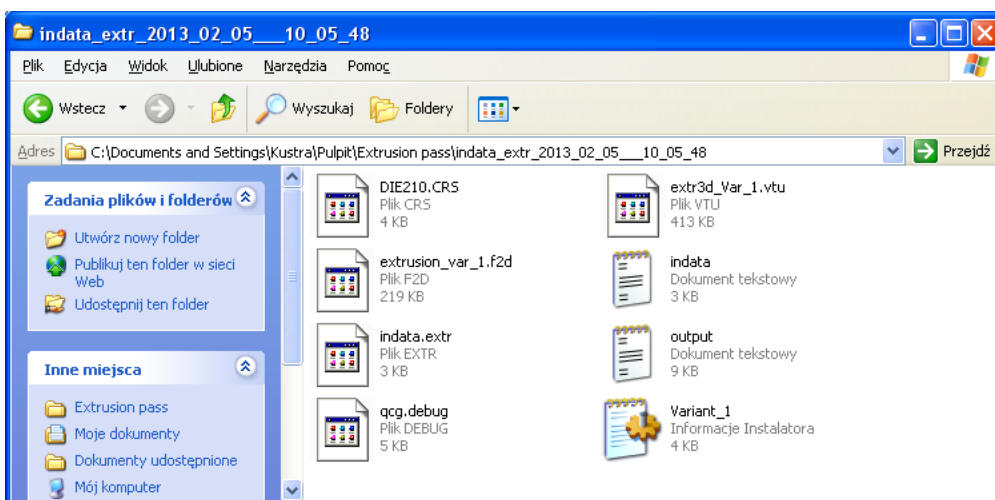 indata_extr_2013_02_05___10_05_48
Plik Edycja Widok Ulubione Narzędzia Pomoc
Wstecz Wyszukaj Foldery
Adres C:\Documents and Settings\Kustra\Pulpit\Extrusion pass\indata_extr_2013_02_05___10_05_48 Przejdź
Zadania plików i folderów
Utwórz nowy folder
Publikuj ten folder w sieci
Web
Udostępnij ten folder
Inne miejsca
Extrusion pass
Moje dokumenty
Dokumenty udostępnione
Mój komputer
DIE210.CRS
Plik CRS
4 KB
extr3d_Var_1.vtu
Plik VTU
413 KB
extrusion_var_1.f2d
Plik F2D
219 KB
indata
Dokument tekstowy
3 KB
indata.extr
Plik EXTR
3 KB
output
Dokument tekstowy
9 KB
qcg.debug
Plik DEBUG
5 KB
Variant_1
Informacje Instalatora
4 KB